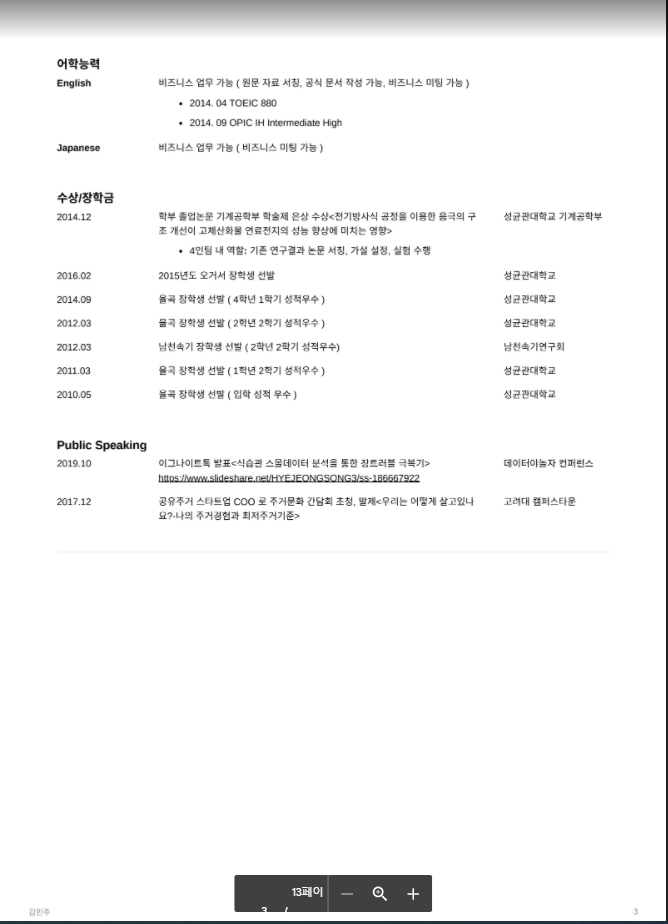 어학능력
English 비즈니스 업무 가능 ( 원문 자료 서칭, 공식 문서 작성 가능, 비즈니스 미팅 가능 )
• 2014. 04 TOEIC 880
• 2014. 09 OPIC IH Intermediate High
Japanese 비즈니스 업무 가능 ( 비즈니스 미팅 가능 )
수상/장학금
2014.12 학부 졸업논문 기계공학부 학술제 은상 수상<전기방사식 공정을 이용한 음극의 구 성균관대학교 기계공학부
조 개선이 고체산화물 연료전지의 성능 향상에 미치는 영향>
• 4인팀 내 역할: 기존 연구결과 논문 서칭, 가설 설정, 실험 수행
2016.02 2015년도 오거서 장학생 선발 성균관대학교
2014.09 율곡 장학생 선발 ( 4학년 1학기 성적우수 ) 성균관대학교
2012.03 율곡 장학생 선발 ( 2학년 2학기 성적우수 ) 성균관대학교
2012.03 남천속기 장학생 선발 ( 2학년 2학기 성적우수) 남천속기연구회
2011.03 율곡 장학생 선발 ( 1학년 2학기 성적우수 ) 성균관대학교
2010.05 율곡 장학생 선발 ( 입학 성적 우수 ) 성균관대학교
Public Speaking
2019.10 이그나이트톡 발표<식습관 스몰데이터 분석을 통한 장트러블 극복기> 데이터야놀자 컨퍼런스
https://www.slideshare.net/HYEJEONGSONG3/ss-186667922
2017.12 공유주거 스타트업 COO 로 주거문화 간담회 초청, 발제<우리는 어떻게 살고있나 고려대 캠퍼스타운
요?-나의 주거경험과 최저주거기준>
13페이
3 /
김민주 3